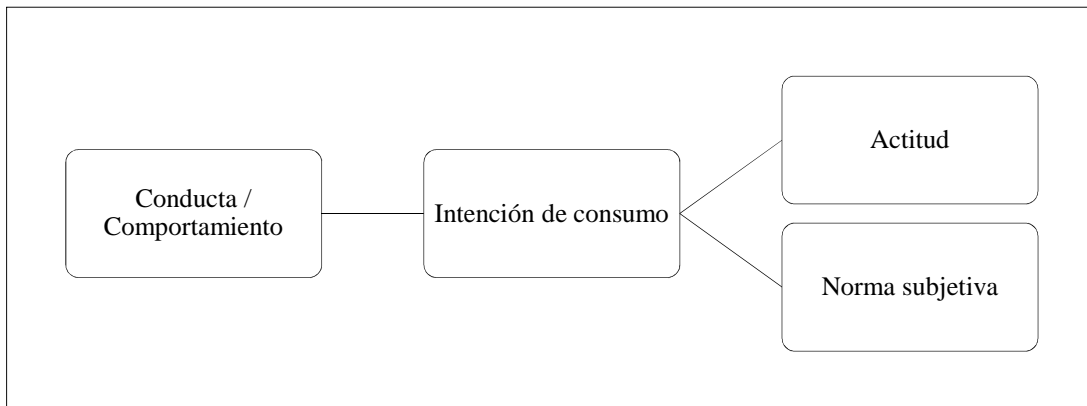 Conducta /
Comportamiento
Intención de consumo
Actitud
Norma subjetiva